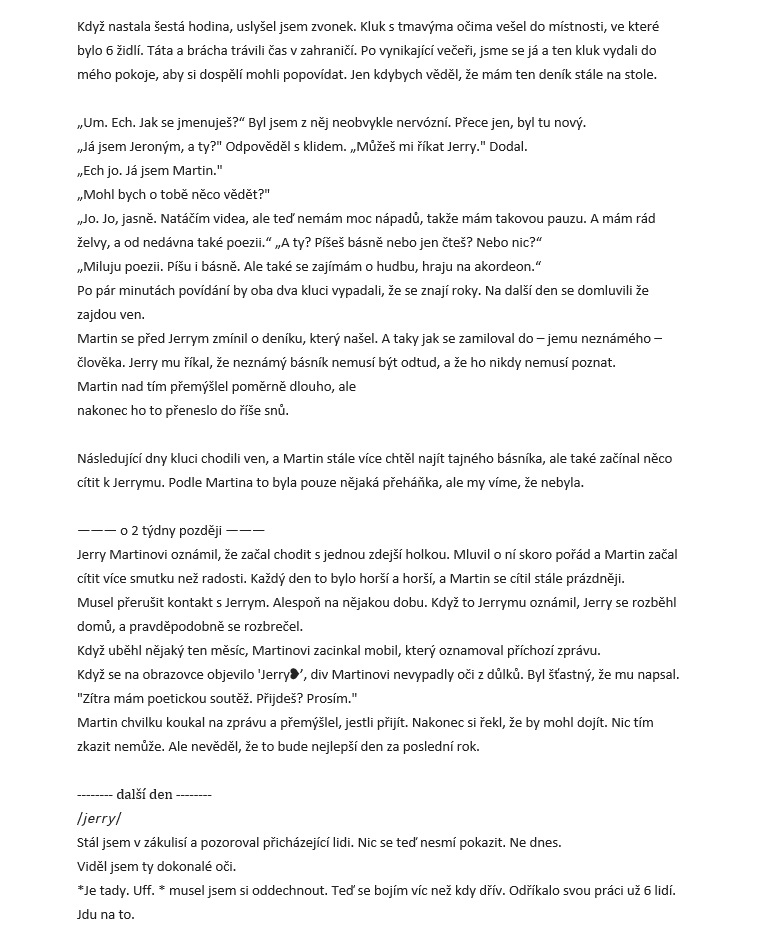 Když nastala šestá hodina, uslyšel jsem zvonek. Kluk s tmavýma očima vešel do místnosti, ve které
bylo 6 židlí. Táta a brácha trávili čas v zahraničí. Po vynikající večeři, jsme se já a ten kluk vydali do
mého pokoje, aby si dospělí mohli popovídat. Jen kdybych věděl, že mám ten deník stále na stole.

„Um. Ech. Jak se jmenuješ?“ Byl jsem z něj neobvykle nervózní. Přece jen, byl tu nový.
„Já jsem Jeroným, a ty?" Odpověděl s klidem. „Můžeš mi říkat Jerry." Dodal.
„Ech jo. Já jsem Martin."
„Mohl bych o tobě něco vědět?"
„Jo. Jo, jasně. Natáčím videa, ale teď nemám moc nápadů, takže mám takovou pauzu. A mám rád
želvy, a od nedávna také poezii.“ „A ty? Píšeš básně nebo jen čteš? Nebo nic?“
„Miluju poezii. Píšu i básně. Ale také se zajímám o hudbu, hraju na akordeon.“
Po pár minutách povídání by oba dva kluci vypadali, že se znají roky. Na další den se domluvili že
zajdou ven.
Martin se před Jerrym zmínil o deníku, který našel. A taky jak se zamiloval do – jemu neznámého –
člověka. Jerry mu říkal, že neznámý básník nemusí být odtud, a že ho nikdy nemusí poznat.
Martin nad tím přemýšlel poměrně dlouho, ale
nakonec ho to přeneslo do říše snů.

Následující dny kluci chodili ven, a Martin stále více chtěl najít tajného básníka, ale také začínal něco
cítit k Jerrymu. Podle Martina to byla pouze nějaká přeháňka, ale my víme, že nebyla.

——— o 2 týdny později ———
Jerry Martinovi oznámil, že začal chodit s jednou zdejší holkou. Mluvil o ní skoro pořád a Martin začal
cítit více smutku než radosti. Každý den to bylo horší a horší, a Martin se cítil stále prázdněji.
Musel přerušit kontakt s Jerrym. Alespoň na nějakou dobu. Když to Jerrymu oznámil, Jerry se rozběhl
domů, a pravděpodobně se rozbrečel.
Když uběhl nějaký ten měsíc, Martinovi zacinkal mobil, který oznamoval příchozí zprávu.
Když se na obrazovce objevilo 'Jerry❥’, div Martinovi nevypadly oči z důlků. Byl šťastný, že mu napsal.
"Zítra mám poetickou soutěž. Přijdeš? Prosím."
Martin chvilku koukal na zprávu a přemýšlel, jestli přijít. Nakonec si řekl, že by mohl dojít. Nic tím
zkazit nemůže. Ale nevěděl, že to bude nejlepší den za poslední rok.

-------- další den --------
/jerry/
Stál jsem v zákulisí a pozoroval přicházející lidi. Nic se teď nesmí pokazit. Ne dnes.
Viděl jsem ty dokonalé oči.
*Je tady. Uff. * musel jsem si oddechnout. Teď se bojím víc než kdy dřív. Odříkalo svou práci už 6 lidí.
Jdu na to.